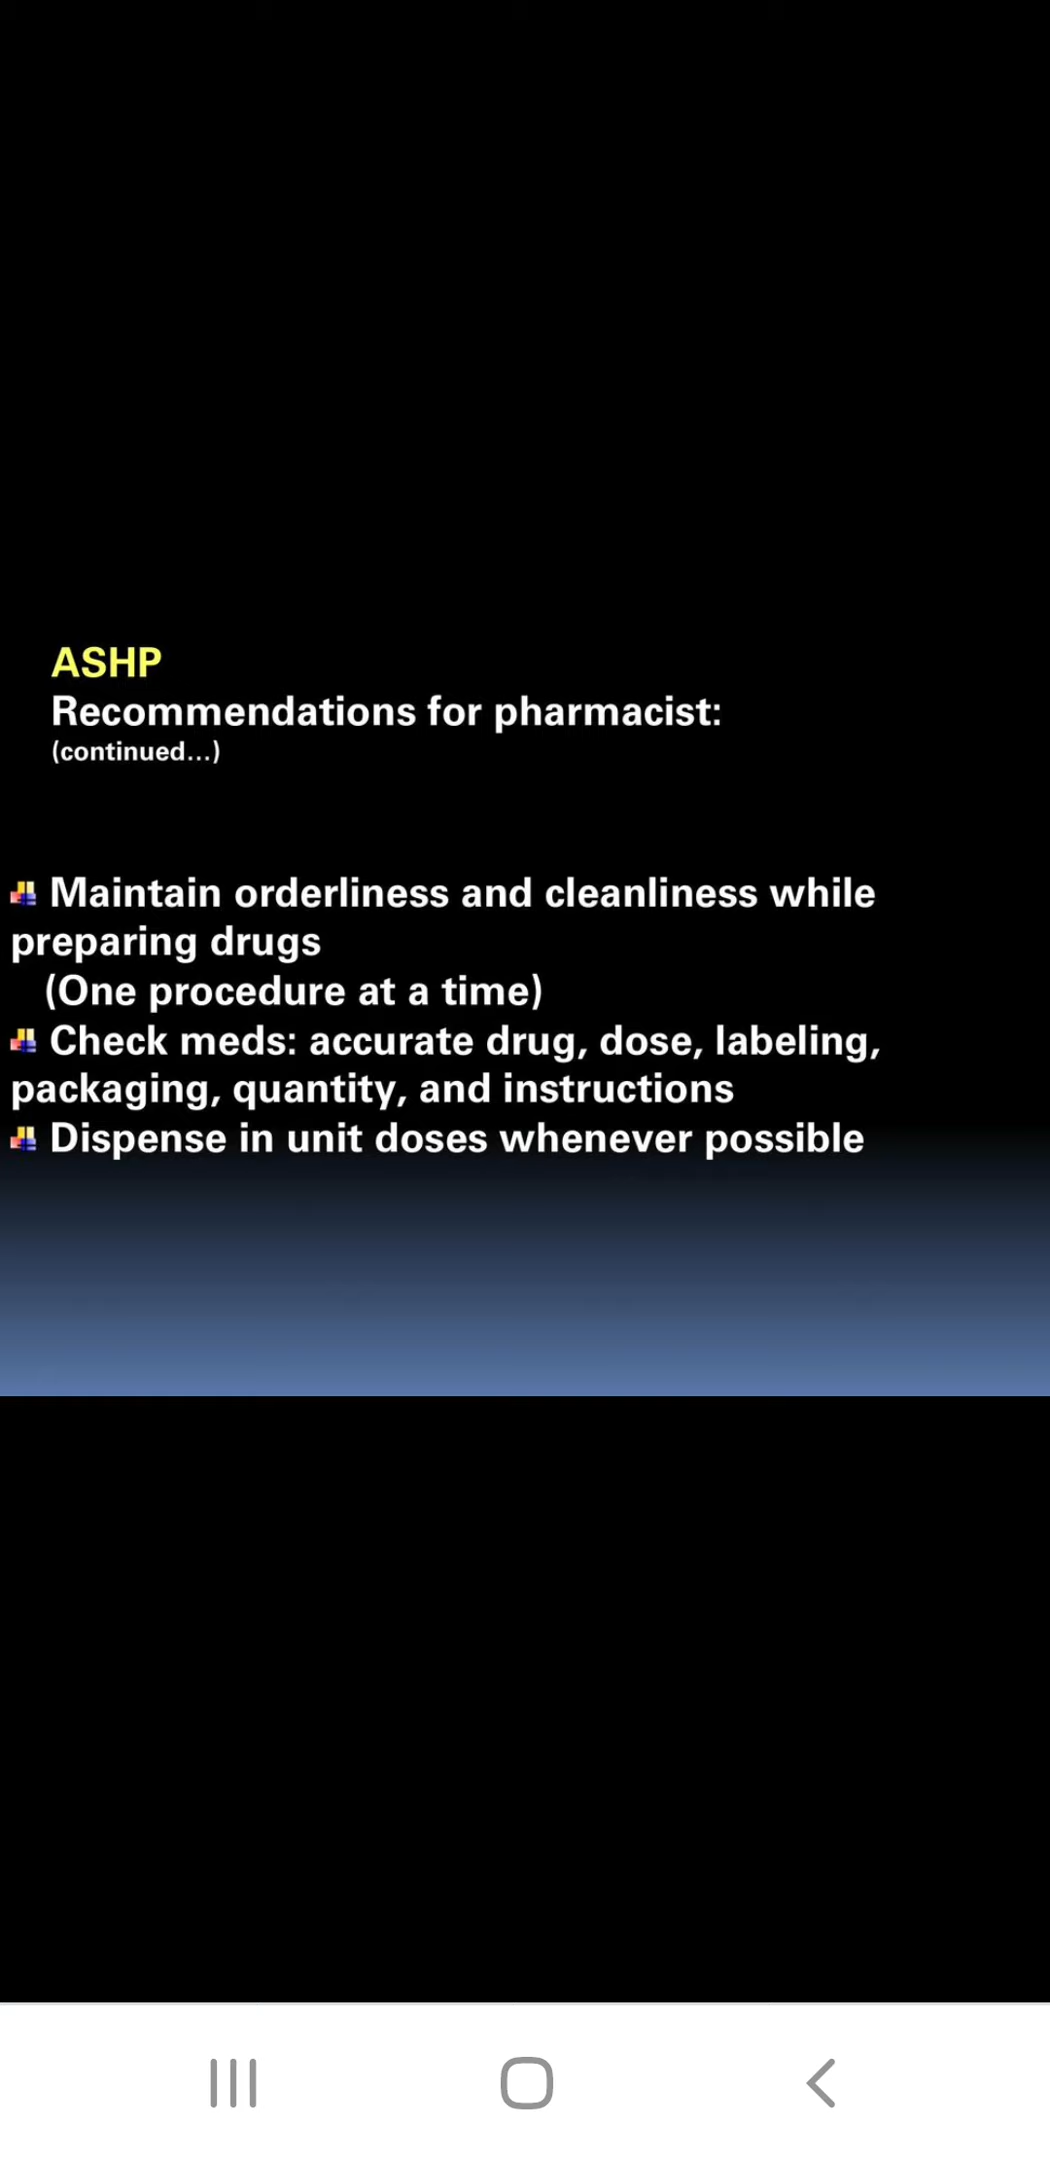 ASHP
Recommendations for pharmacist:
(continued...)
Maintain orderliness and cleanliness while
preparing drugs
(One procedure at a time)
Check meds: accurate drug, dose, labeling,
packaging, quantity, and instructions
Dispense in unit doses whenever possible